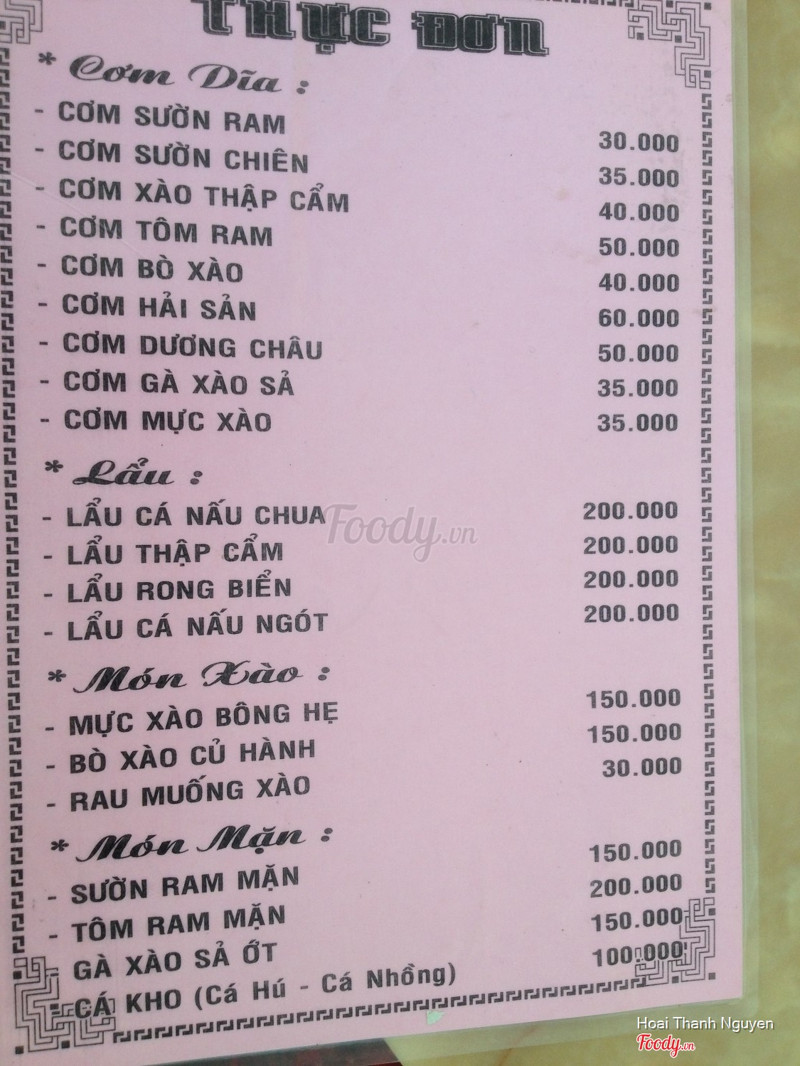 THỰC ĐƠN
* Cơm Dĩa :
- CƠM SƯỜN RAM 30.000
- CƠM SƯỜN CHIÊN 35.000
- CƠM XÀO THẬP CẨM 40.000
- CƠM TÔM RAM 50.000
- CƠM BÒ XÀO 40.000
- CƠM HẢI SẢN 60.000
- CƠM DƯƠNG CHÂU 50.000
- CƠM GÀ XÀO SẢ 35.000
- CƠM MỰC XÀO 35.000
* Lẩu :
- LẨU CÁ NẤU CHUA 200.000
- LẨU THẬP CẨM 200.000
- LẨU RONG BIỂN 200.000
- LẨU CÁ NẤU NGÓT 200.000
* Món Xào :
- MỰC XÀO BÔNG HẸ 150.000
- BÒ XÀO CỦ HÀNH 150.000
- RAU MUỐNG XÀO 30.000
* Món Mặn :
- SƯỜN RAM MẶN 150.000
- TÔM RAM MẶN 200.000
- GÀ XÀO SẢ ỚT 150.000
- CÁ KHO (Cá Hú - Cá Nhồng) 100.000
Foody.vn
Hoai Thanh Nguyen
Foody.vn